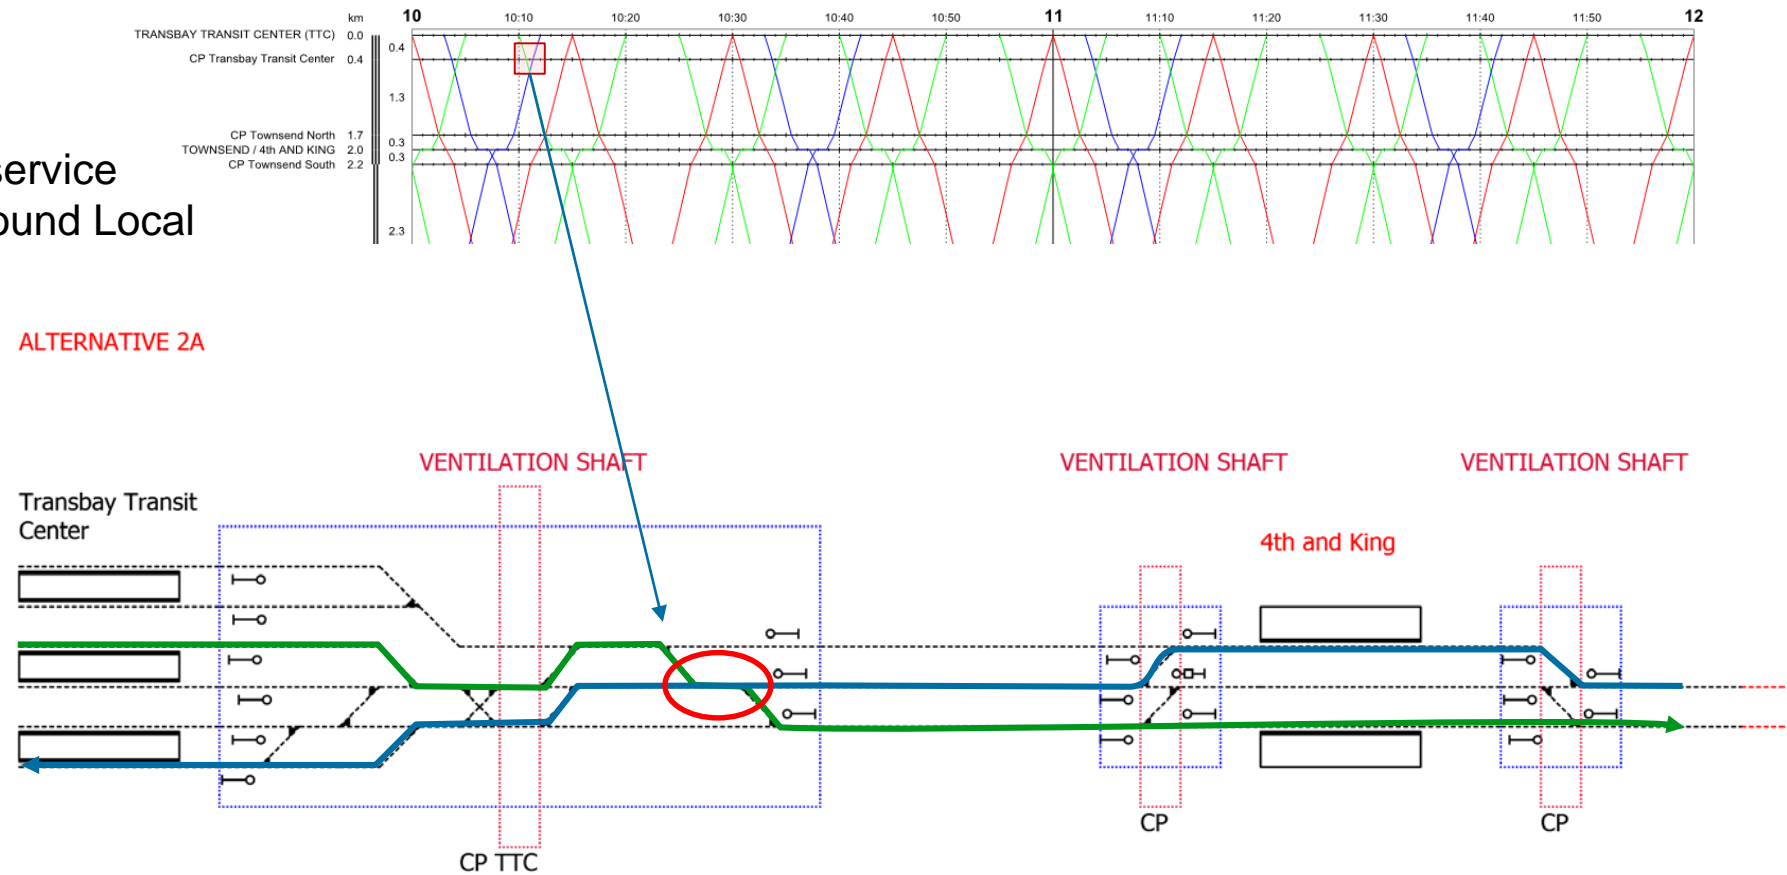 km 10 10:10 10:20 10:30 10:40 10:50 11 11:10 11:20 11:30 11:40 11:50 12
TRANSBAY TRANSIT CENTER (TTC) 0.0
0.4
CP Transbay Transit Center 0.4
1.3
CP Townsend North 1.7
0.3
TOWNSEND / 4th AND KING 2.0
0.3
CP Townsend South 2.2
2.3
service
ound Local
ALTERNATIVE 2A
VENTILATION SHAFT VENTILATION SHAFT VENTILATION SHAFT
Transbay Transit
Center
4th and King
CP CP
CP TTC